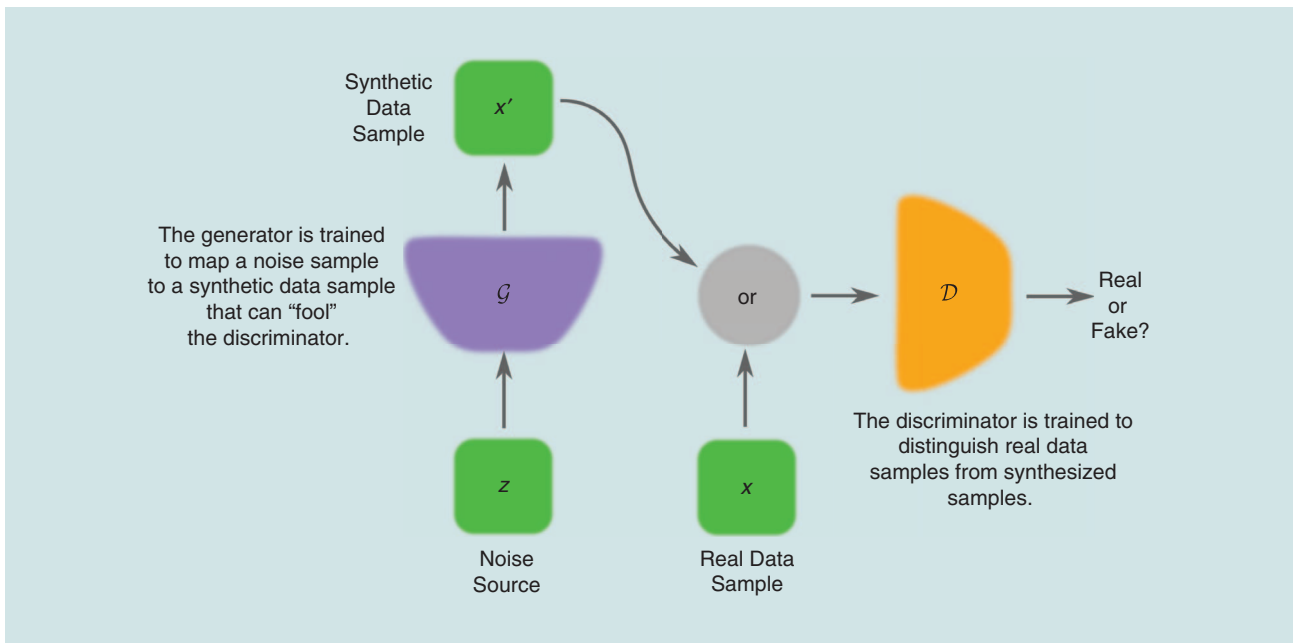 Synthetic
Data
Sample
x′
The generator is trained
to map a noise sample
to a synthetic data sample
that can “fool”
the discriminator.
G
or
D
Real
or
Fake?
The discriminator is trained to
distinguish real data
samples from synthesized
samples.
z
x
Noise
Source
Real Data
Sample